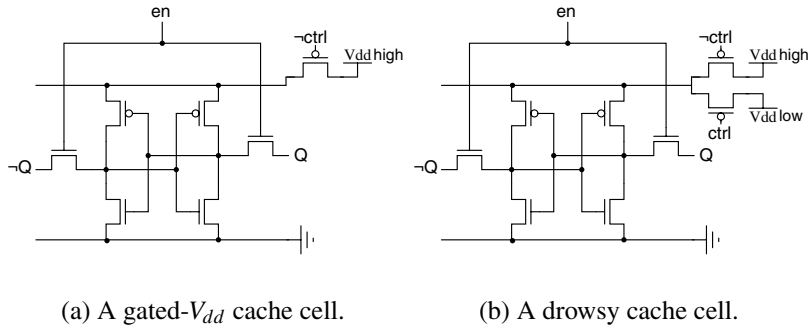 en
¬ctrl
Vdd high
¬Q
Q
(a) A gated-Vdd cache cell.
en
¬ctrl
Vdd high
Vdd low
ctrl
¬Q
Q
(b) A drowsy cache cell.